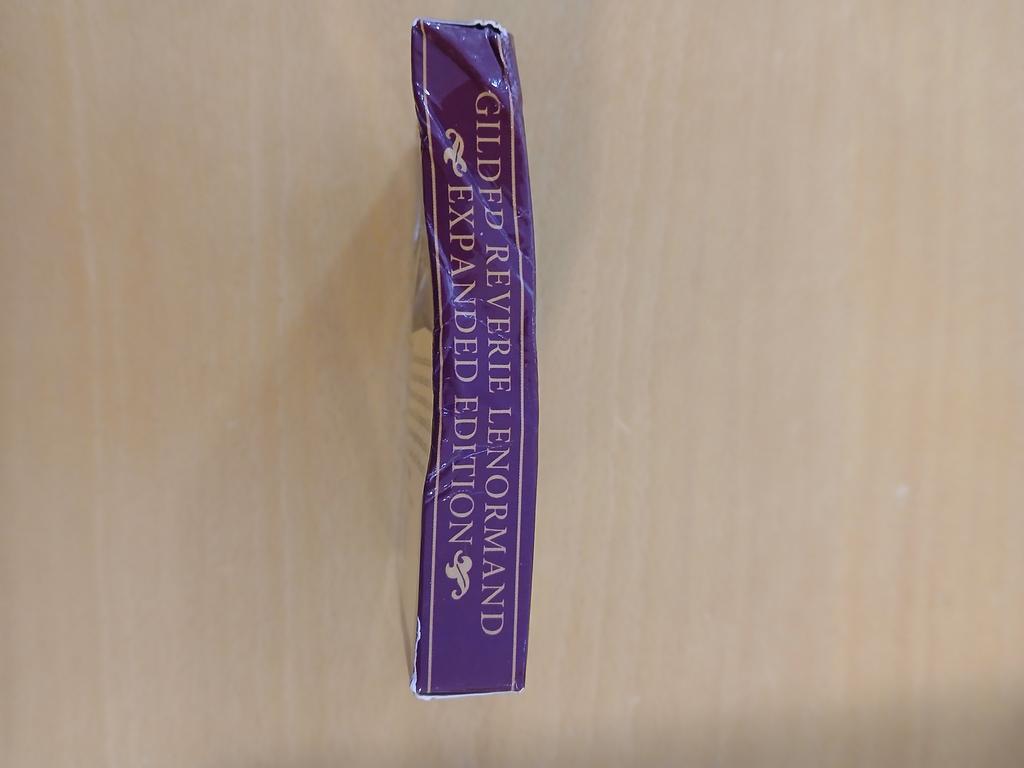 GILDED REVERIE LENORMAND
EXPANDED EDITION